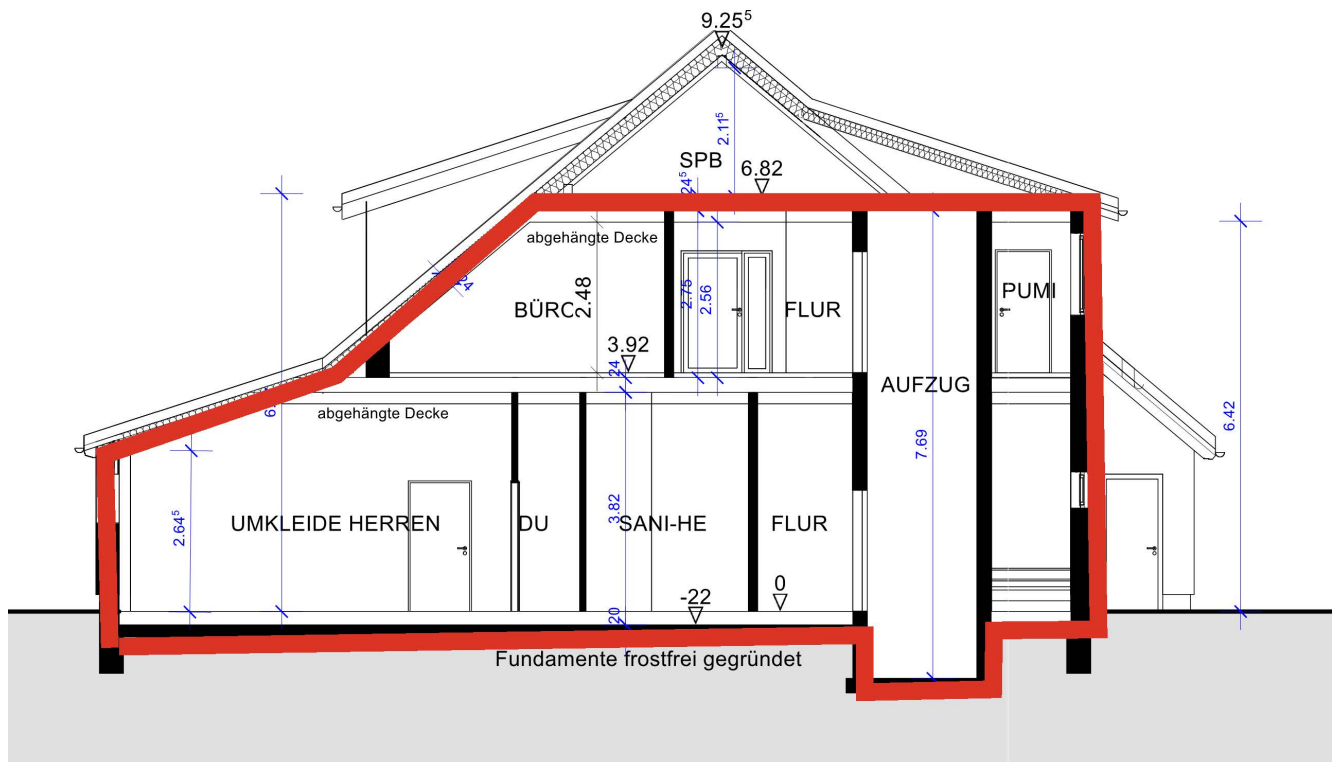 9.25⁵
2.11⁵
SPB
24⁵
6.82
abgehängte Decke
24
BÜRO
2.48
2.75
2.56
FLUR
PUMI
3.92
24
AUFZUG
abgehängte Decke
7.69
6.42
2.64⁵
UMKLEIDE HERREN
DU
3.82
SANI-HE
FLUR
-22
0
20
Fundamente frostfrei gegründet